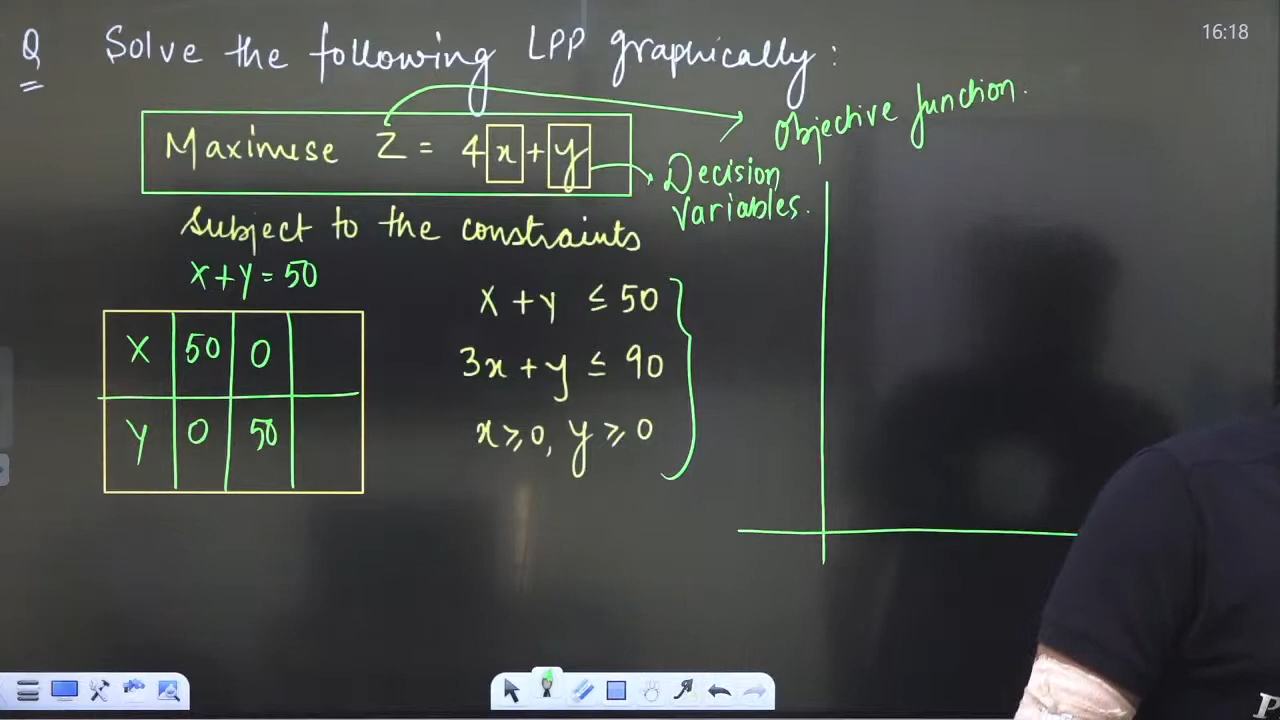 16:18
Q Solve the following LPP graphically:
Objective function.
Maximise Z = 4x+y
Decision
Variables.
subject to the constraints
x+y=50
x+y ≤ 50
3x+y ≤ 90
x≥0, y≥0
X 50 0
Y 0 50
P